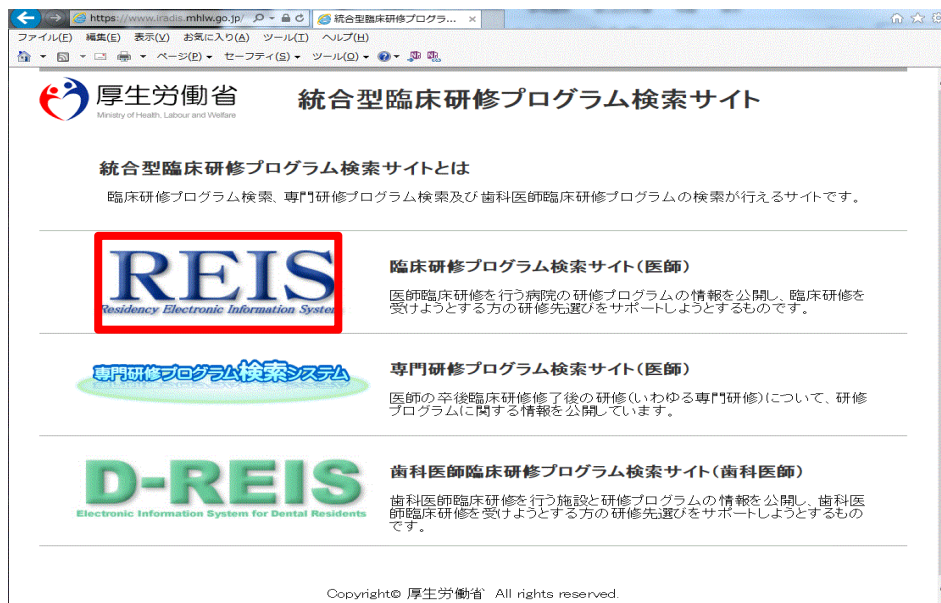 https://www.iradis.mhlw.go.jp/
統合型臨床研修プログラ...
ファイル(F) 編集(E) 表示(V) お気に入り(A) ツール(T) ヘルプ(H)
ページ(P) セーフティ(S) ツール(O)
厚生労働省
Ministry of Health, Labour and Welfare
統合型臨床研修プログラム検索サイト
統合型臨床研修プログラム検索サイトとは
臨床研修プログラム検索、専門研修プログラム検索及び歯科医師臨床研修プログラムの検索が行えるサイトです。
REIS
Residency Electronic Information System
臨床研修プログラム検索サイト(医師)
医師臨床研修を行う病院の研修プログラムの情報を公開し、臨床研修を
受けようとする方の研修先選びをサポートしようとするものです。
専門研修プログラム検索システム
専門研修プログラム検索サイト(医師)
医師の卒後臨床研修修了後の研修(いわゆる専門研修)について、研修
プログラムに関する情報を公開しています。
D-REIS
Electronic Information System for Dental Residents
歯科医師臨床研修プログラム検索サイト(歯科医師)
歯科医師臨床研修を行う施設と研修プログラムの情報を公開し、歯科医
師臨床研修を受けようとする方の研修先選びをサポートしようとするもの
です。
Copyright© 厚生労働省 All rights reserved.